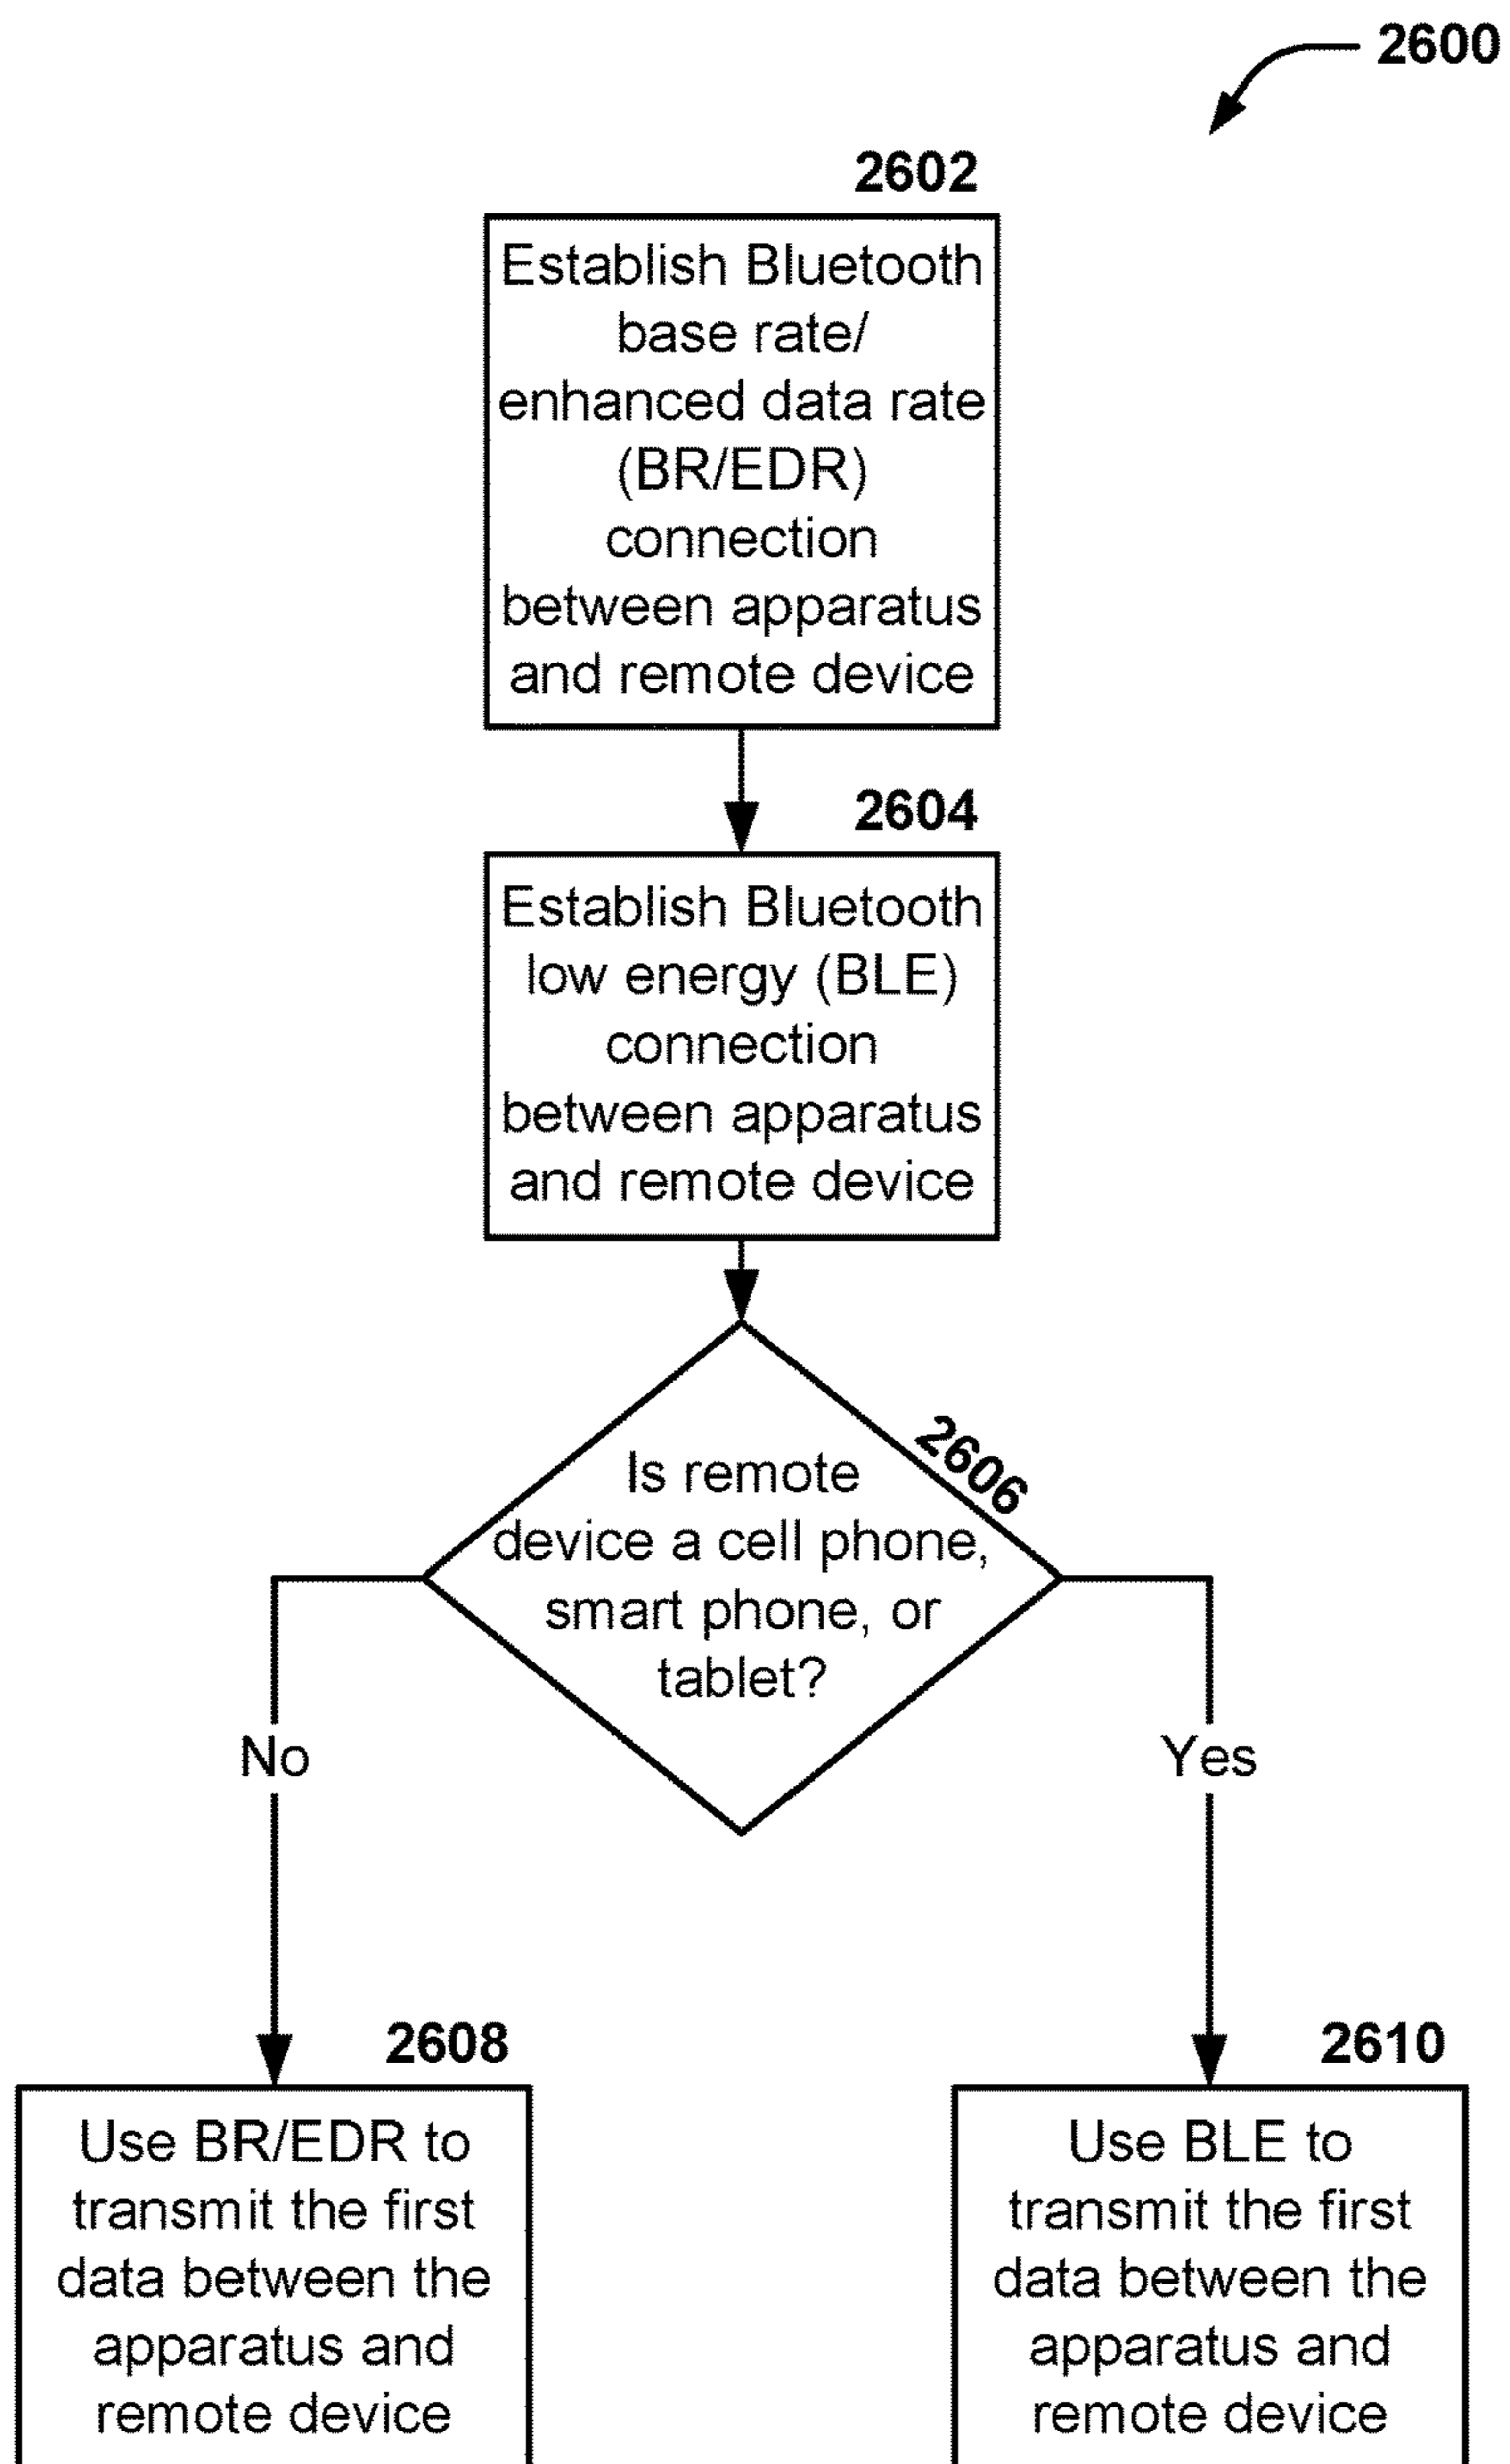 2600
2602
Establish Bluetooth
base rate/
enhanced data rate
(BR/EDR)
connection
between apparatus
and remote device
2604
Establish Bluetooth
low energy (BLE)
connection
between apparatus
and remote device
2606
Is remote
device a cell phone,
smart phone, or
tablet?
No
Yes
2608
Use BR/EDR to
transmit the first
data between the
apparatus and
remote device
2610
Use BLE to
transmit the first
data between the
apparatus and
remote device